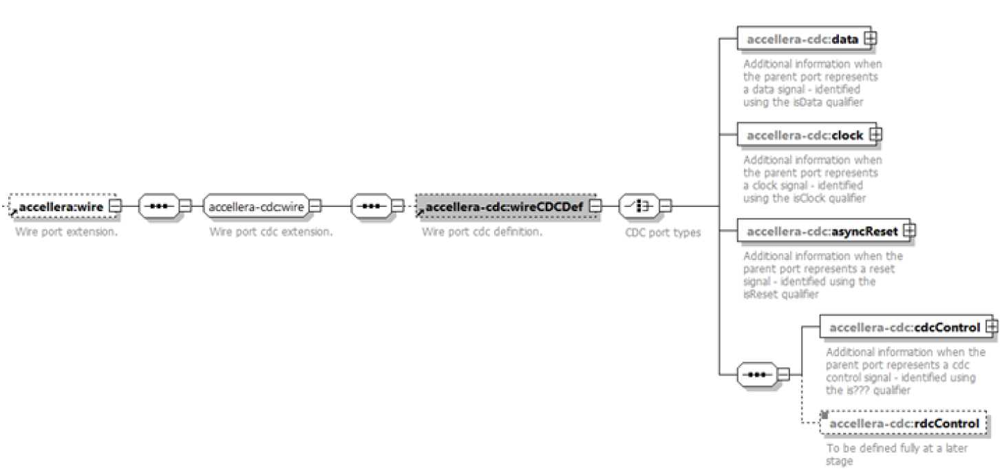 accellera:wire
Wire port extension.
accellera-cdc:wire
Wire port cdc extension.
accellera-cdc:wireCDCDef
Wire port cdc definition.
CDC port types
accellera-cdc:data
Additional information when
the parent port represents
a data signal - identified
using the isData qualifier
accellera-cdc:clock
Additional information when
the parent port represents
a clock signal - identified
using the isClock qualifier
accellera-cdc:asyncReset
Additional information when the
parent port represents a reset
signal - identified using the
isReset qualifier
accellera-cdc:cdcControl
Additional information when the
parent port represents a cdc
control signal - identified using
the is??? qualifier
accellera-cdc:rdcControl
To be defined fully at a later
stage